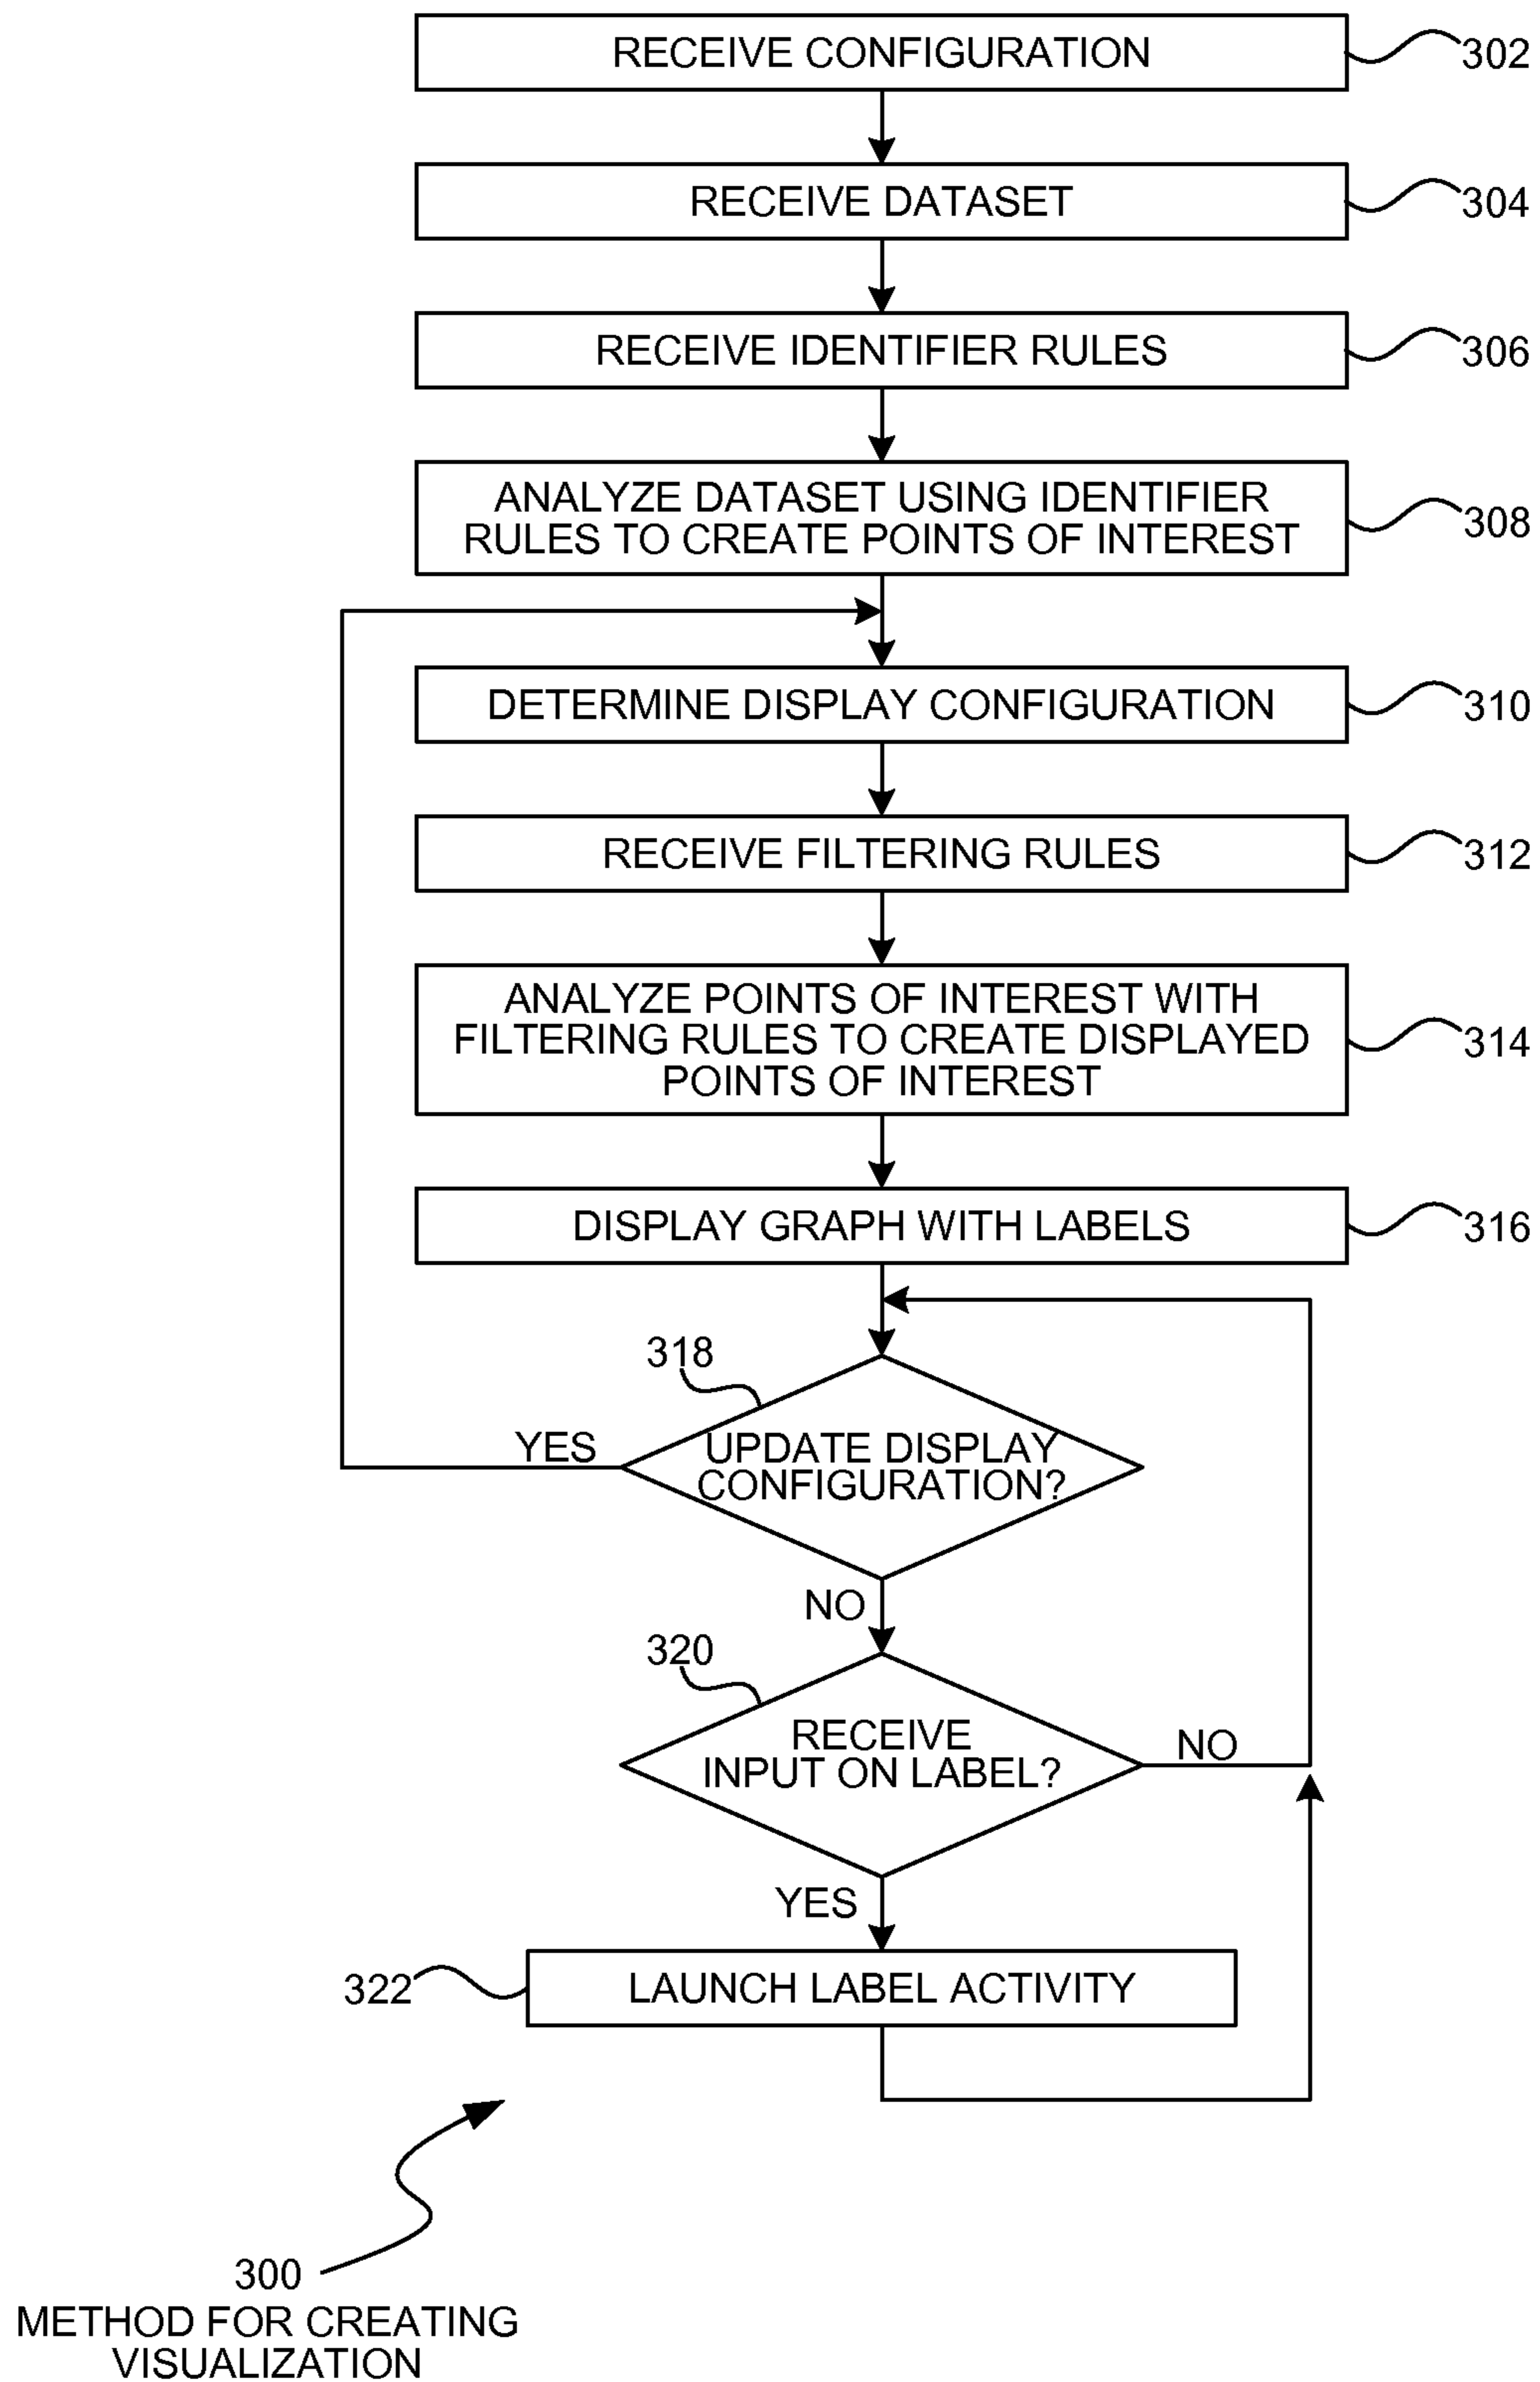 RECEIVE CONFIGURATION
302
RECEIVE DATASET
304
RECEIVE IDENTIFIER RULES
306
ANALYZE DATASET USING IDENTIFIER
RULES TO CREATE POINTS OF INTEREST
308
DETERMINE DISPLAY CONFIGURATION
310
RECEIVE FILTERING RULES
312
ANALYZE POINTS OF INTEREST WITH
FILTERING RULES TO CREATE DISPLAYED
POINTS OF INTEREST
314
DISPLAY GRAPH WITH LABELS
316
318
YES
UPDATE DISPLAY
CONFIGURATION?
NO
320
RECEIVE
INPUT ON LABEL?
NO
YES
322
LAUNCH LABEL ACTIVITY
300
METHOD FOR CREATING
VISUALIZATION